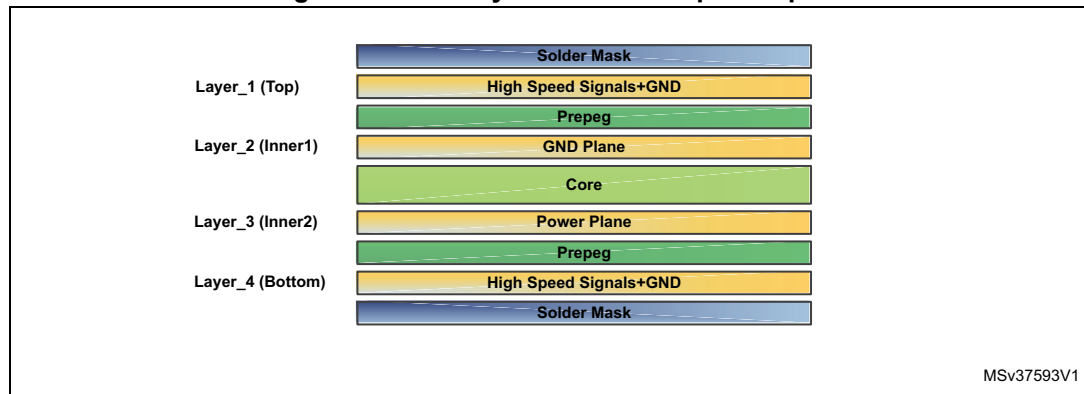 Solder Mask
Layer_1 (Top) High Speed Signals+GND
Prepeg
Layer_2 (Inner1) GND Plane
Core
Layer_3 (Inner2) Power Plane
Prepeg
Layer_4 (Bottom) High Speed Signals+GND
Solder Mask
MSv37593V1